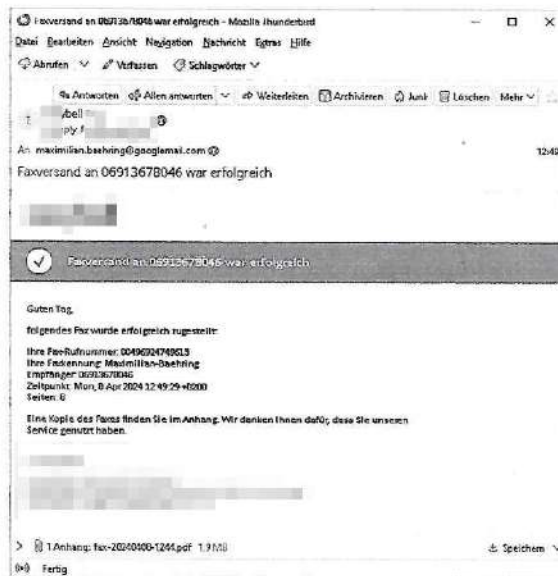 Faxversand an 06913678046 war erfolgreich - Mozilla Thunderbird
Datei Bearbeiten Ansicht Navigation Nachricht Extras Hilfe
Abrufen Verfassen Schlagwörter
Antworten Allen antworten Weiterleiten Archivieren Junk Löschen Mehr
An maximilian.baehring@googlemail.com 12:49
Faxversand an 06913678046 war erfolgreich
Faxversand an 06913678046 war erfolgreich
Guten Tag,
folgendes Fax wurde erfolgreich zugestellt:
Ihre Fax-Rufnummer: 00496924749613
Ihre Faxkennung: Maximilian-Baehring
Empfänger: 06913678046
Zeitpunkt: Mon, 8 Apr 2024 12:49:29 +0200
Seiten: 8
Eine Kopie des Faxes finden Sie im Anhang. Wir danken Ihnen dafür, dass Sie unseren
Service genutzt haben.
1 Anhang: fax-20240408-1244.pdf 1.9 MB Speichern
Fertig